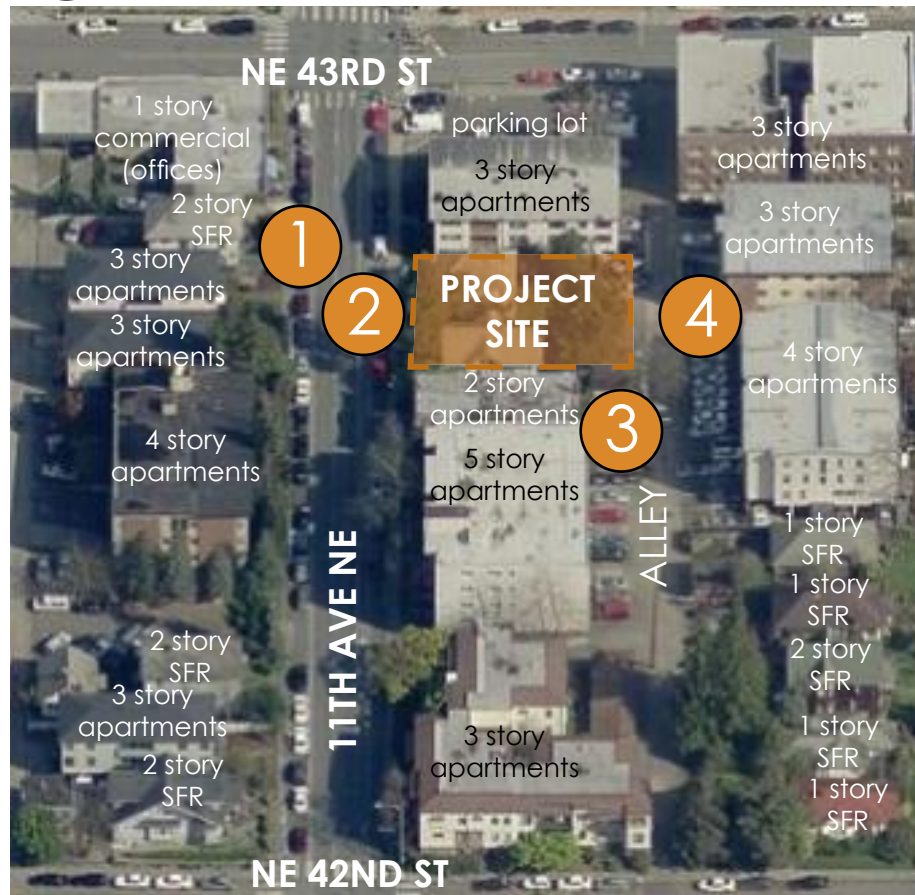 NE 43RD ST
1 story
commercial
(offices)
parking lot
3 story
apartments
3 story
apartments
2 story
SFR
3 story
apartments
1
3 story
apartments
2
PROJECT
SITE
4
3 story
apartments
4 story
apartments
2 story
apartments
3
4 story
apartments
5 story
apartments
ALLEY
11TH AVE NE
1 story
SFR
1 story
SFR
2 story
SFR
2 story
SFR
3 story
apartments
3 story
apartments
1 story
SFR
2 story
SFR
1 story
SFR
NE 42ND ST